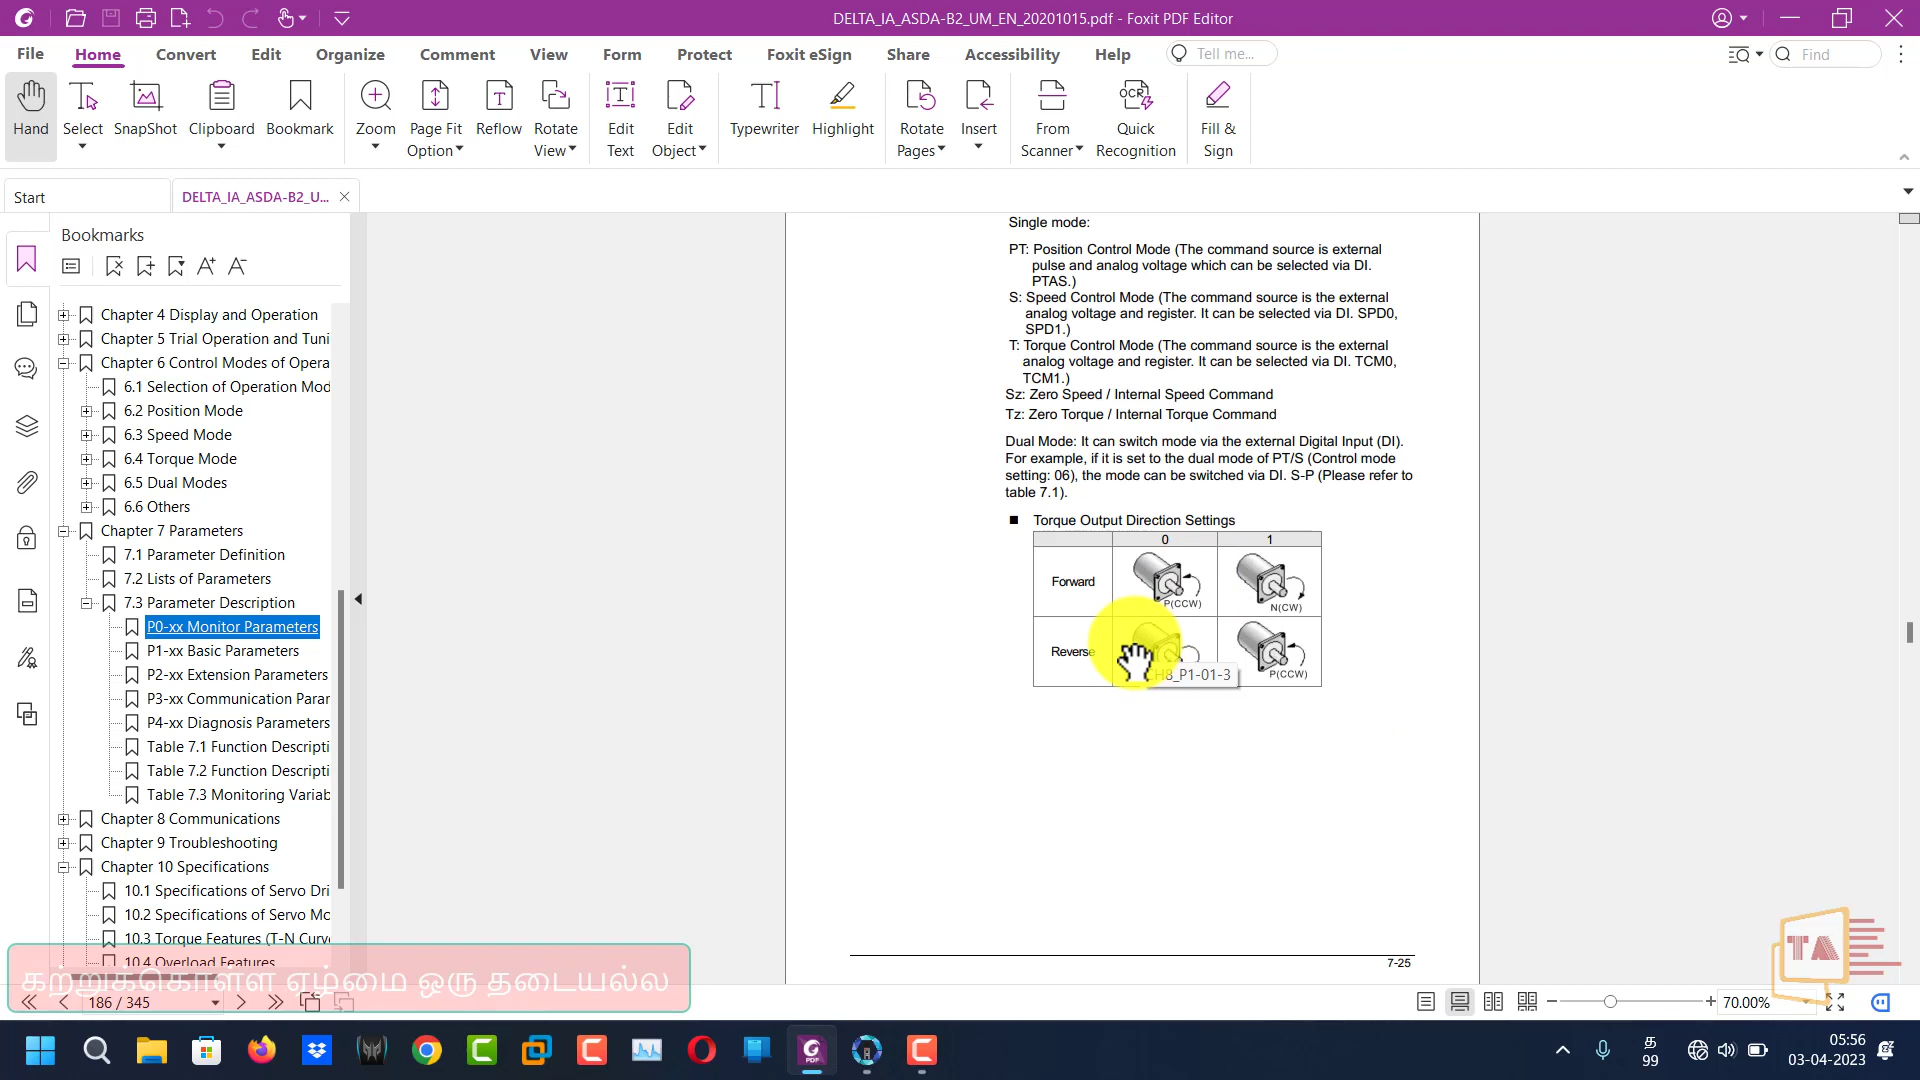 DELTA_IA_ASDA-B2_UM_EN_20201015.pdf - Foxit PDF Editor
File
Home
Convert
Edit
Organize
Comment
View
Form
Protect
Foxit eSign
Share
Accessibility
Help
Tell me...
Find
Hand
Select
SnapShot
Clipboard
Bookmark
Zoom
Page Fit
Option
Reflow
Rotate
View
Edit
Text
Edit
Object
Typewriter
Highlight
Rotate
Pages
Insert
From
Scanner
OCR
Quick
Recognition
Fill &
Sign
Start
DELTA_IA_ASDA-B2_U...
Bookmarks
Chapter 4 Display and Operation
Chapter 5 Trial Operation and Tuni
Chapter 6 Control Modes of Opera
6.1 Selection of Operation Mod
6.2 Position Mode
6.3 Speed Mode
6.4 Torque Mode
6.5 Dual Modes
6.6 Others
Chapter 7 Parameters
7.1 Parameter Definition
7.2 Lists of Parameters
7.3 Parameter Description
P0-xx Monitor Parameters
P1-xx Basic Parameters
P2-xx Extension Parameters
P3-xx Communication Parar
P4-xx Diagnosis Parameters
Table 7.1 Function Descripti
Table 7.2 Function Descripti
Table 7.3 Monitoring Variab
Chapter 8 Communications
Chapter 9 Troubleshooting
Chapter 10 Specifications
10.1 Specifications of Servo Dri
10.2 Specifications of Servo Mc
10.3 Torque Features (T-N Curve
10.4 Overload Features
கற்றுக்கொள்ள ஏழ்மை ஒரு தடையல்ல
186 / 345
Single mode:
PT: Position Control Mode (The command source is external
pulse and analog voltage which can be selected via DI.
PTAS.)
S: Speed Control Mode (The command source is the external
analog voltage and register. It can be selected via DI. SPD0,
SPD1.)
T: Torque Control Mode (The command source is the external
analog voltage and register. It can be selected via DI. TCM0,
TCM1.)
Sz: Zero Speed / Internal Speed Command
Tz: Zero Torque / Internal Torque Command
Dual Mode: It can switch mode via the external Digital Input (DI).
For example, if it is set to the dual mode of PT/S (Control mode
setting: 06), the mode can be switched via DI. S-P (Please refer to
table 7.1).
■ Torque Output Direction Settings
0 1
Forward P(CCW) N(CW)
Reverse P(CCW)
CH8_P1-01-3
7-25
70.00%
TA
PDF
த
99
05:56
03-04-2023